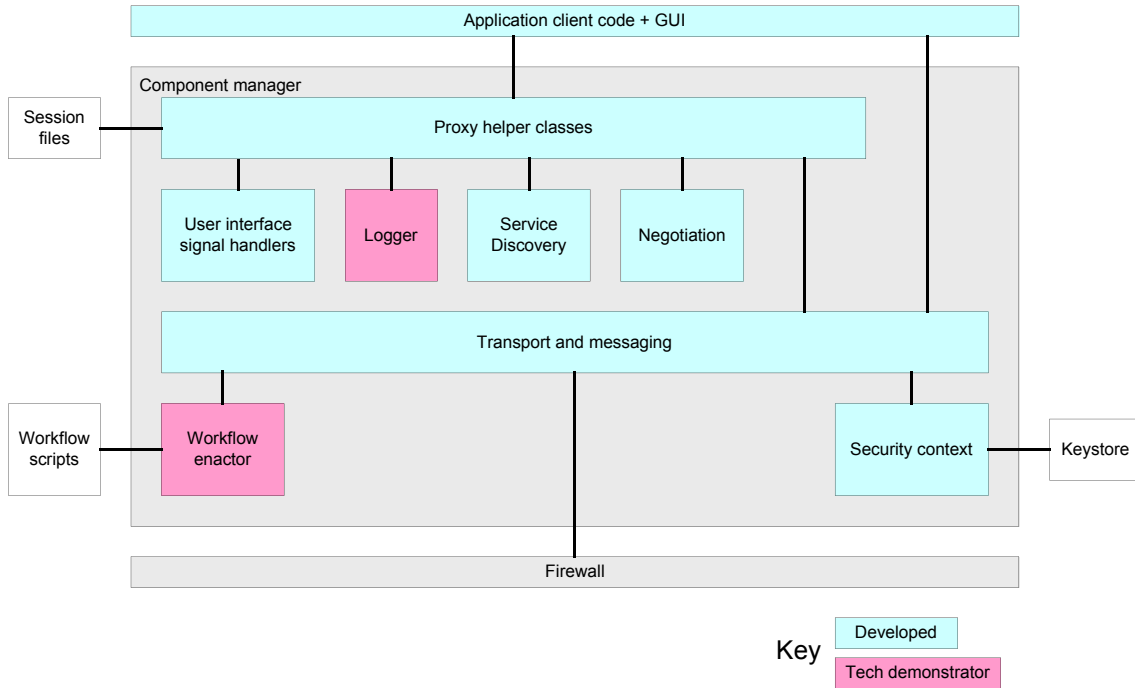 Application client code + GUI
Component manager
Session
files
Proxy helper classes
User interface
signal handlers
Logger
Service
Discovery
Negotiation
Transport and messaging
Workflow
scripts
Workflow
enactor
Security context
Keystore
Firewall
Key
Developed
Tech demonstrator